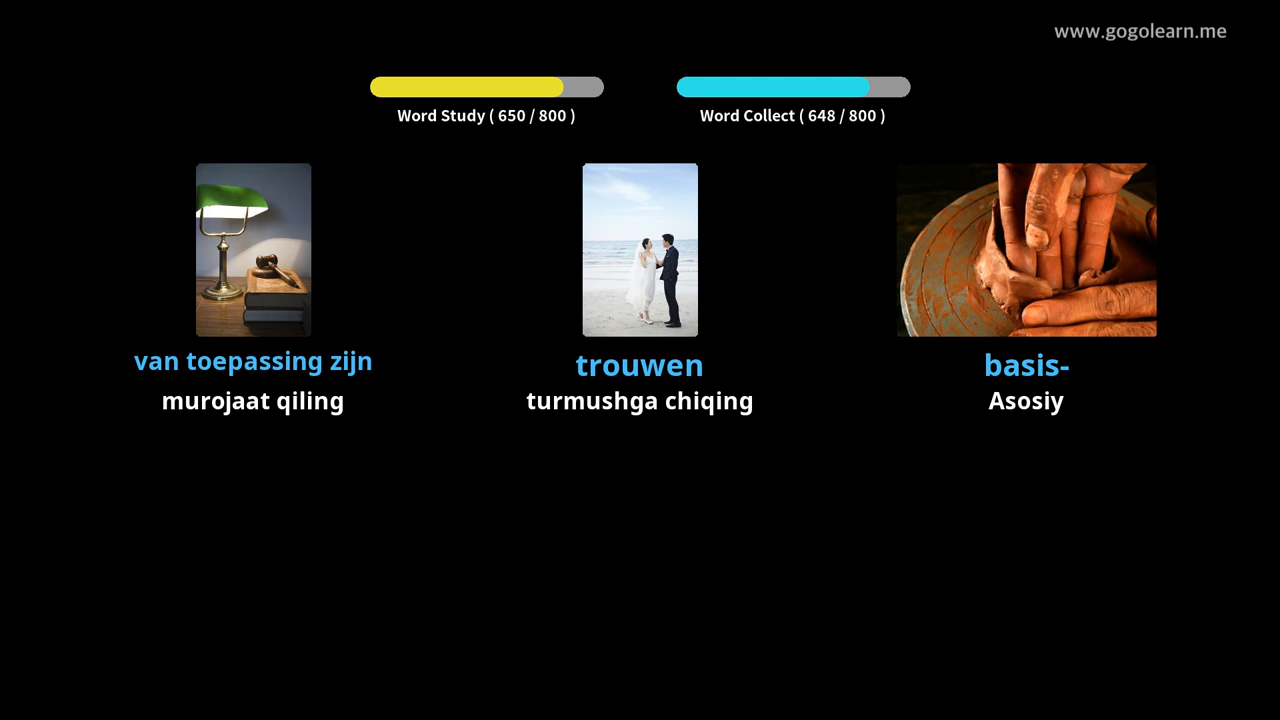 www.gogolearn.me
Word Study ( 650 / 800 )
Word Collect ( 648 / 800 )
van toepassing zijn
murojaat qiling
trouwen
turmushga chiqing
basis-
Asosiy